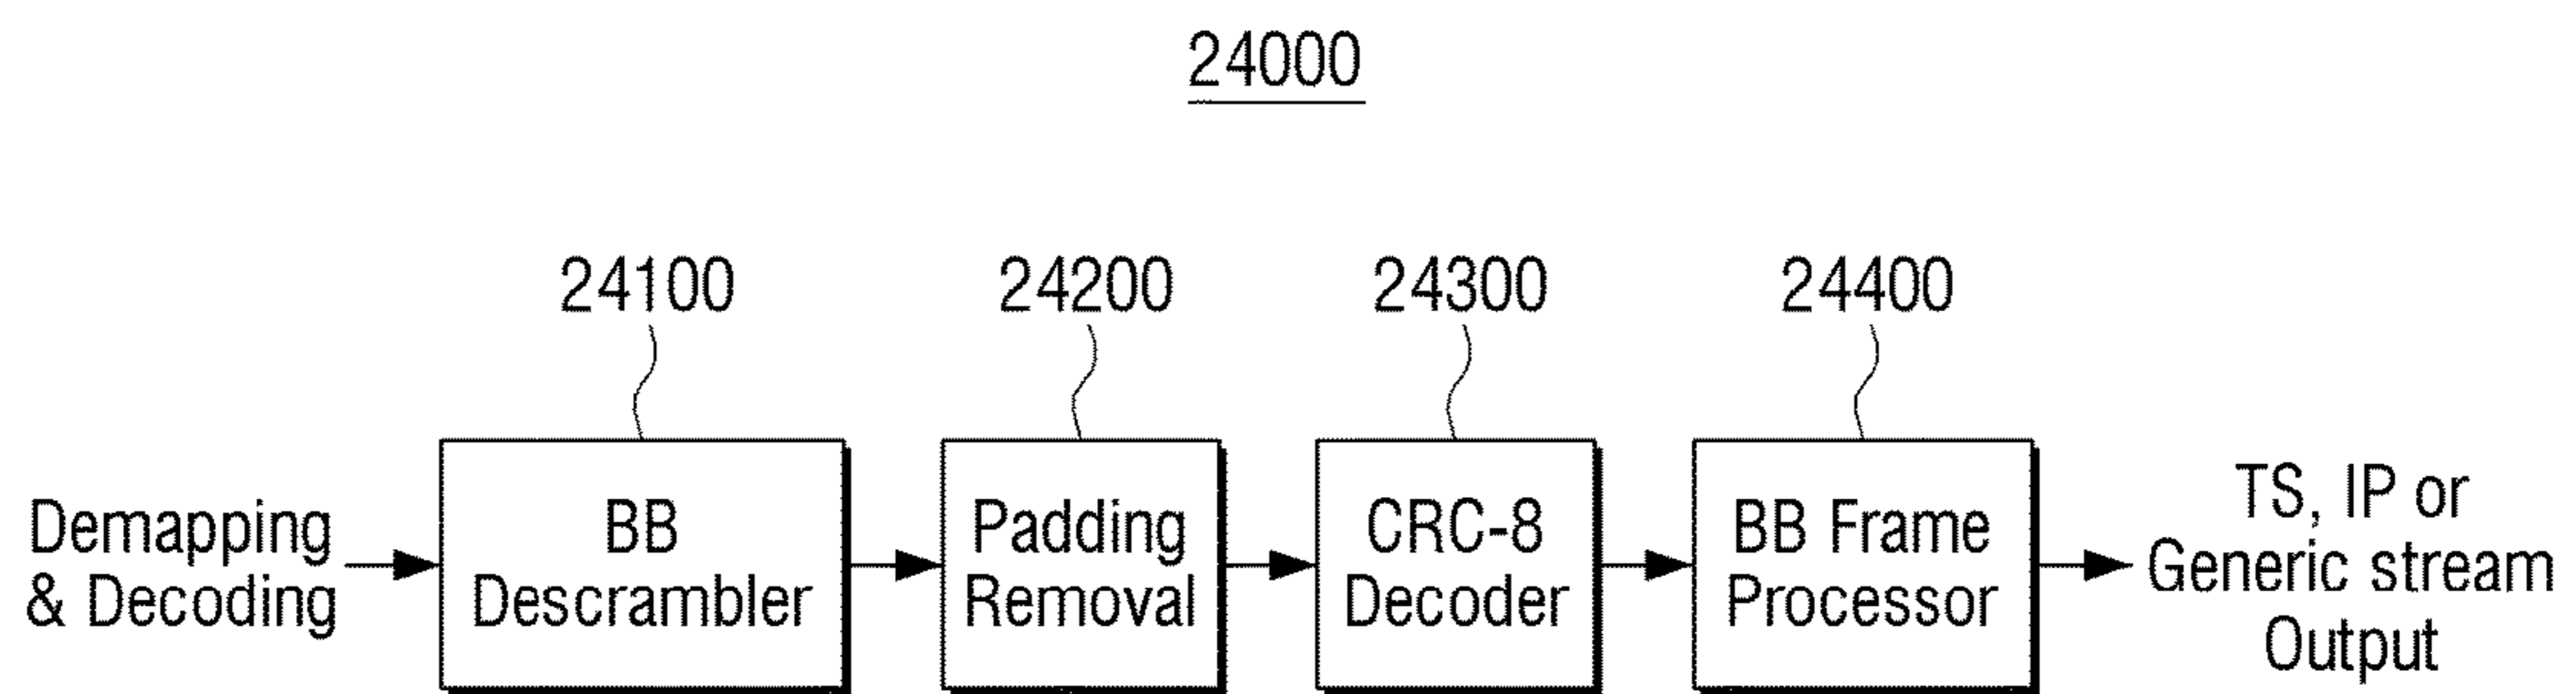 24000
24100
24200
24300
24400
Demapping
& Decoding
BB
Descrambler
Padding
Removal
CRC-8
Decoder
BB Frame
Processor
TS, IP or
Generic stream
Output